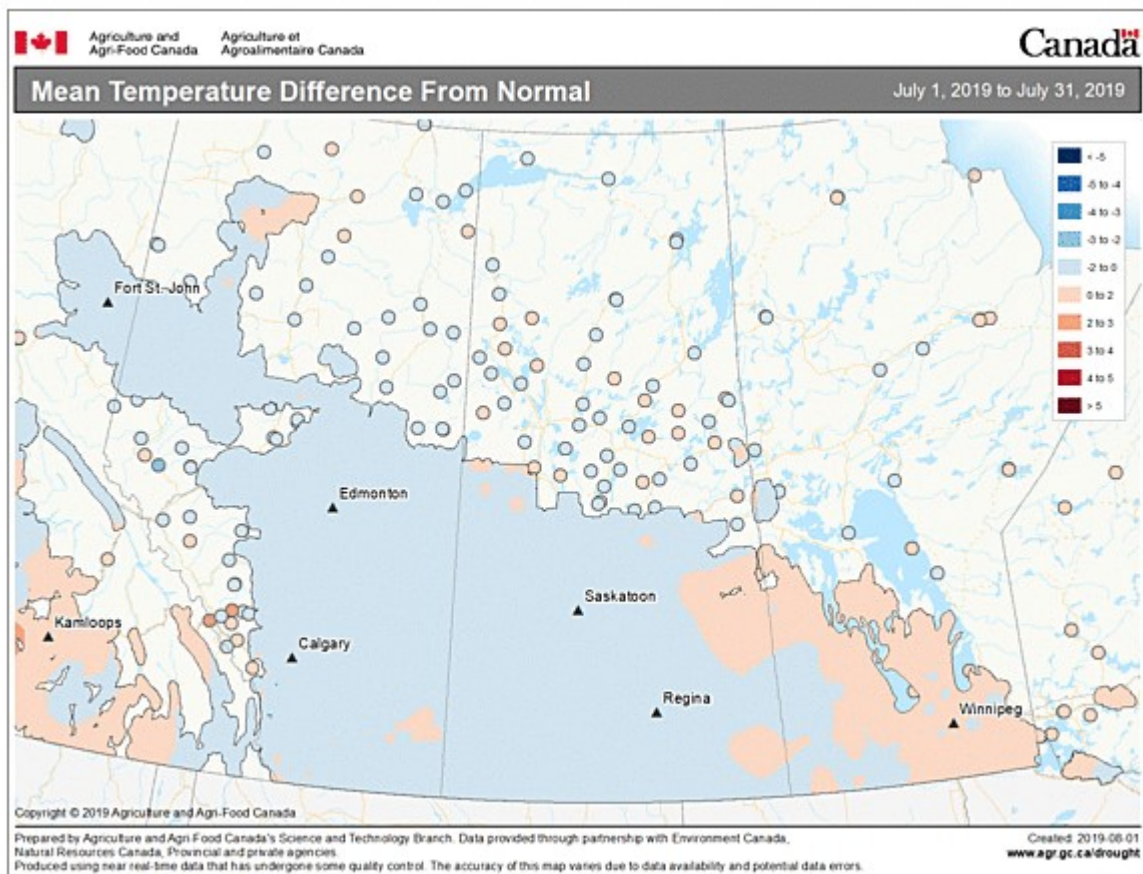 Agriculture and
Agri-Food Canada
Agriculture et
Agroalimentaire Canada
Canada
Mean Temperature Difference From Normal
July 1, 2019 to July 31, 2019
< -5
-5 to -4
-4 to -3
-3 to -2
-2 to 0
0 to 2
2 to 3
3 to 4
4 to 5
> 5
Fort St. John
Edmonton
Saskatoon
Kamloops
Calgary
Regina
Winnipeg
Copyright © 2019 Agriculture and Agri-Food Canada
Prepared by Agriculture and Agri-Food Canada's Science and Technology Branch. Data provided through partnership with Environment Canada,
Natural Resources Canada, Provincial and private agencies.
Produced using near real-time data that has undergone some quality control. The accuracy of this map varies due to data availability and potential data errors.
Created: 2019-08-01
www.agr.gc.ca/drought